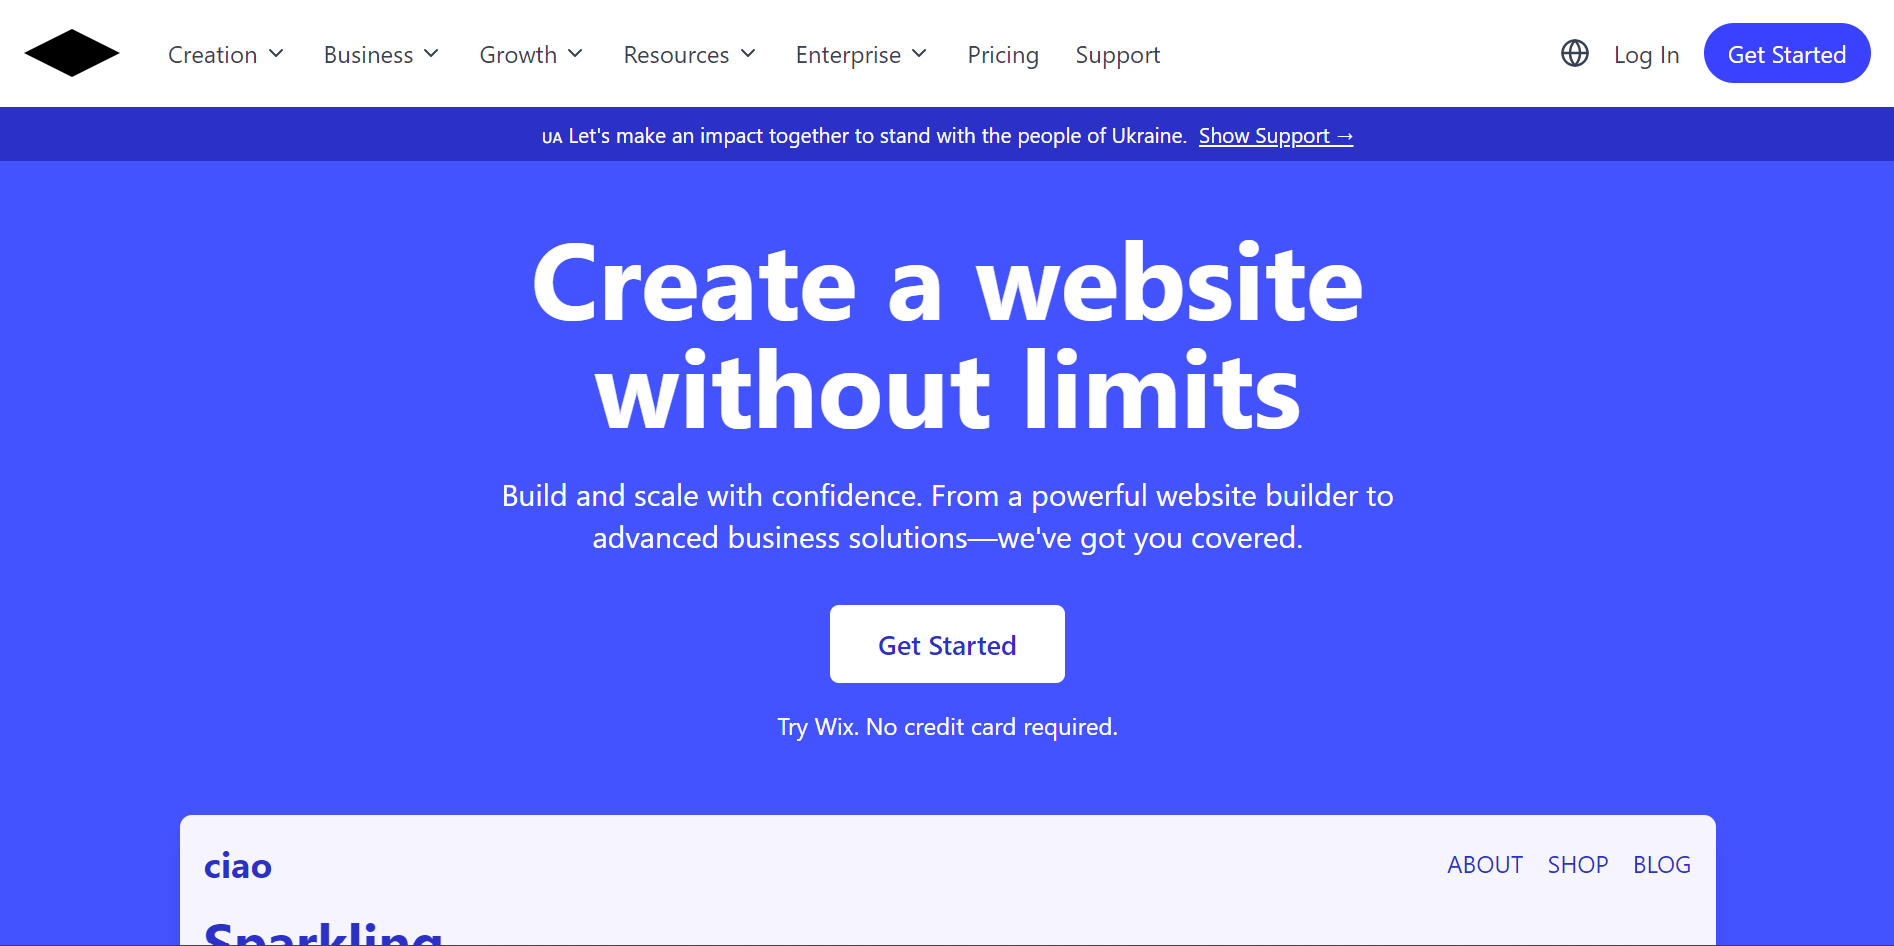 Creation Business Growth Resources Enterprise Pricing Support Log In Get Started
UA Let's make an impact together to stand with the people of Ukraine. Show Support →
Create a website
without limits
Build and scale with confidence. From a powerful website builder to
advanced business solutions—we've got you covered.
Get Started
Try Wix. No credit card required.
ciao ABOUT SHOP BLOG
Sparkling